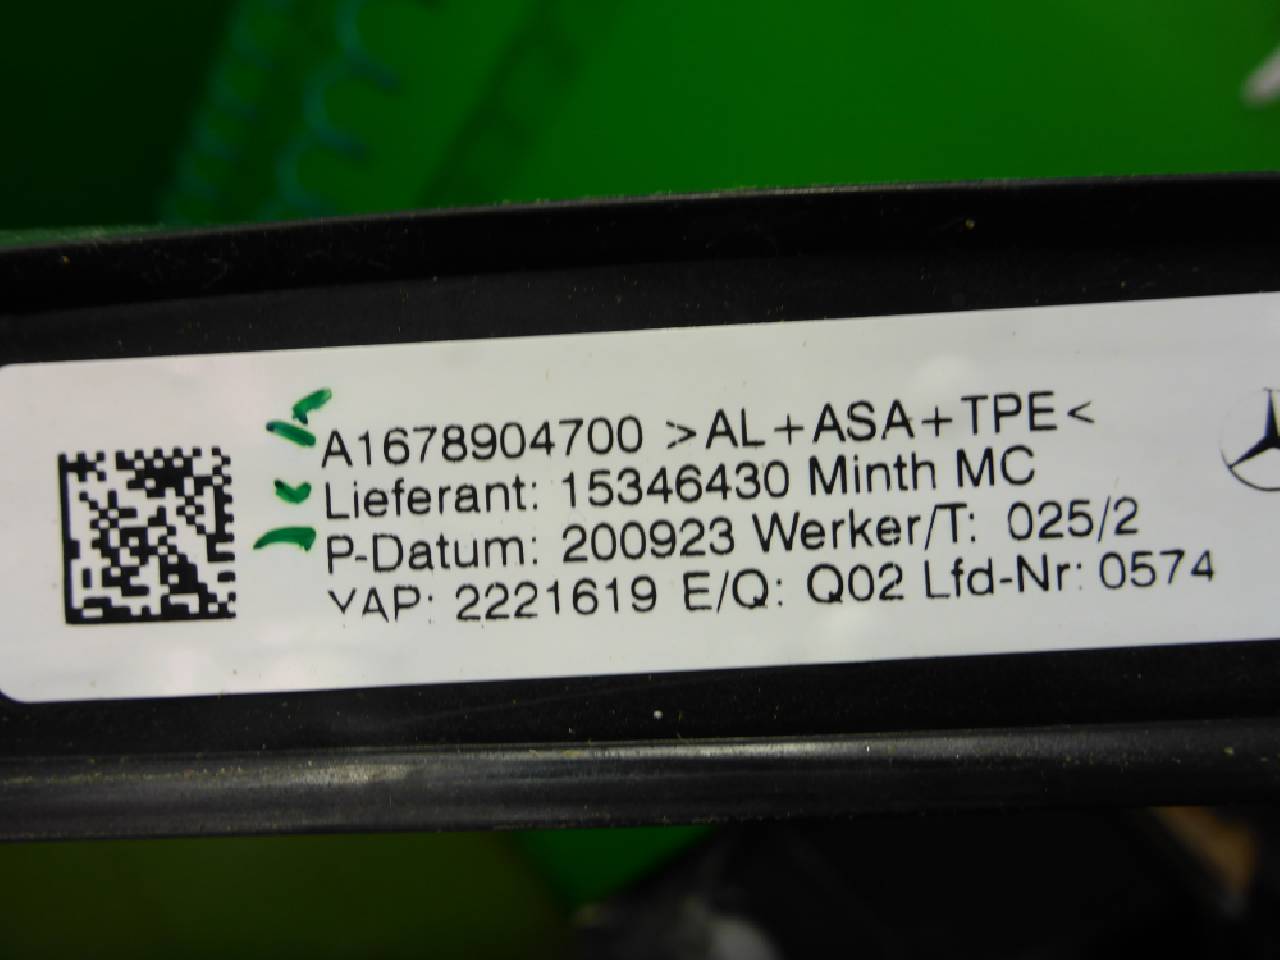 A1678904700 >AL+ASA+TPE<
Lieferant: 15346430 Minth MC
P-Datum: 200923 Werker/T: 025/2
YAP: 2221619 E/Q: Q02 Lfd-Nr: 0574